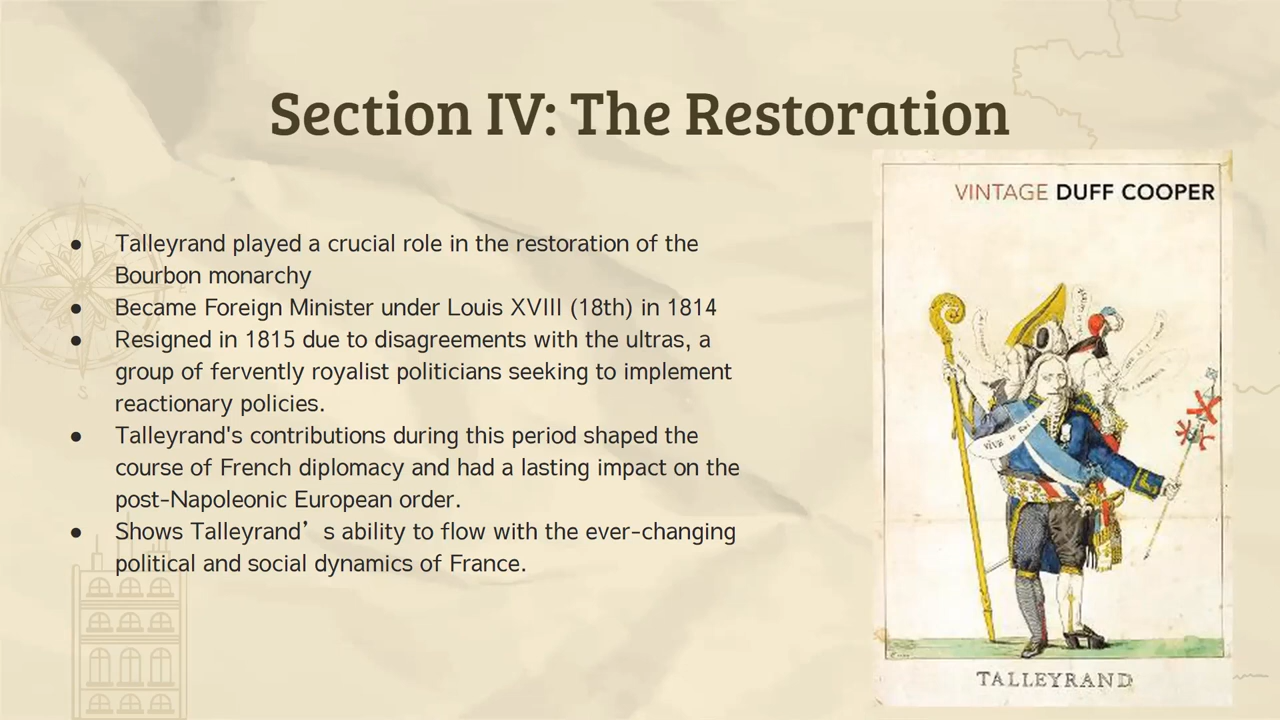 Section IV: The Restoration
● Talleyrand played a crucial role in the restoration of the
Bourbon monarchy
● Became Foreign Minister under Louis XVIII (18th) in 1814
● Resigned in 1815 due to disagreements with the ultras, a
group of fervently royalist politicians seeking to implement
reactionary policies.
● Talleyrand's contributions during this period shaped the
course of French diplomacy and had a lasting impact on the
post-Napoleonic European order.
● Shows Talleyrand’s ability to flow with the ever-changing
political and social dynamics of France.
VINTAGE DUFF COOPER
TALLEYRAND